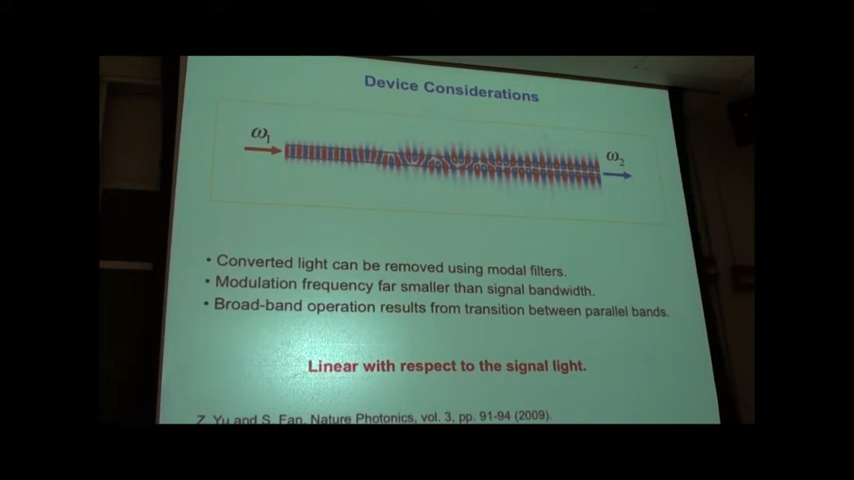 Device Considerations
ω1
ω2
• Converted light can be removed using modal filters.
• Modulation frequency far smaller than signal bandwidth.
• Broad-band operation results from transition between parallel bands.
Linear with respect to the signal light.
Z. Yu and S. Fan, Nature Photonics, vol. 3, pp. 91-94 (2009).